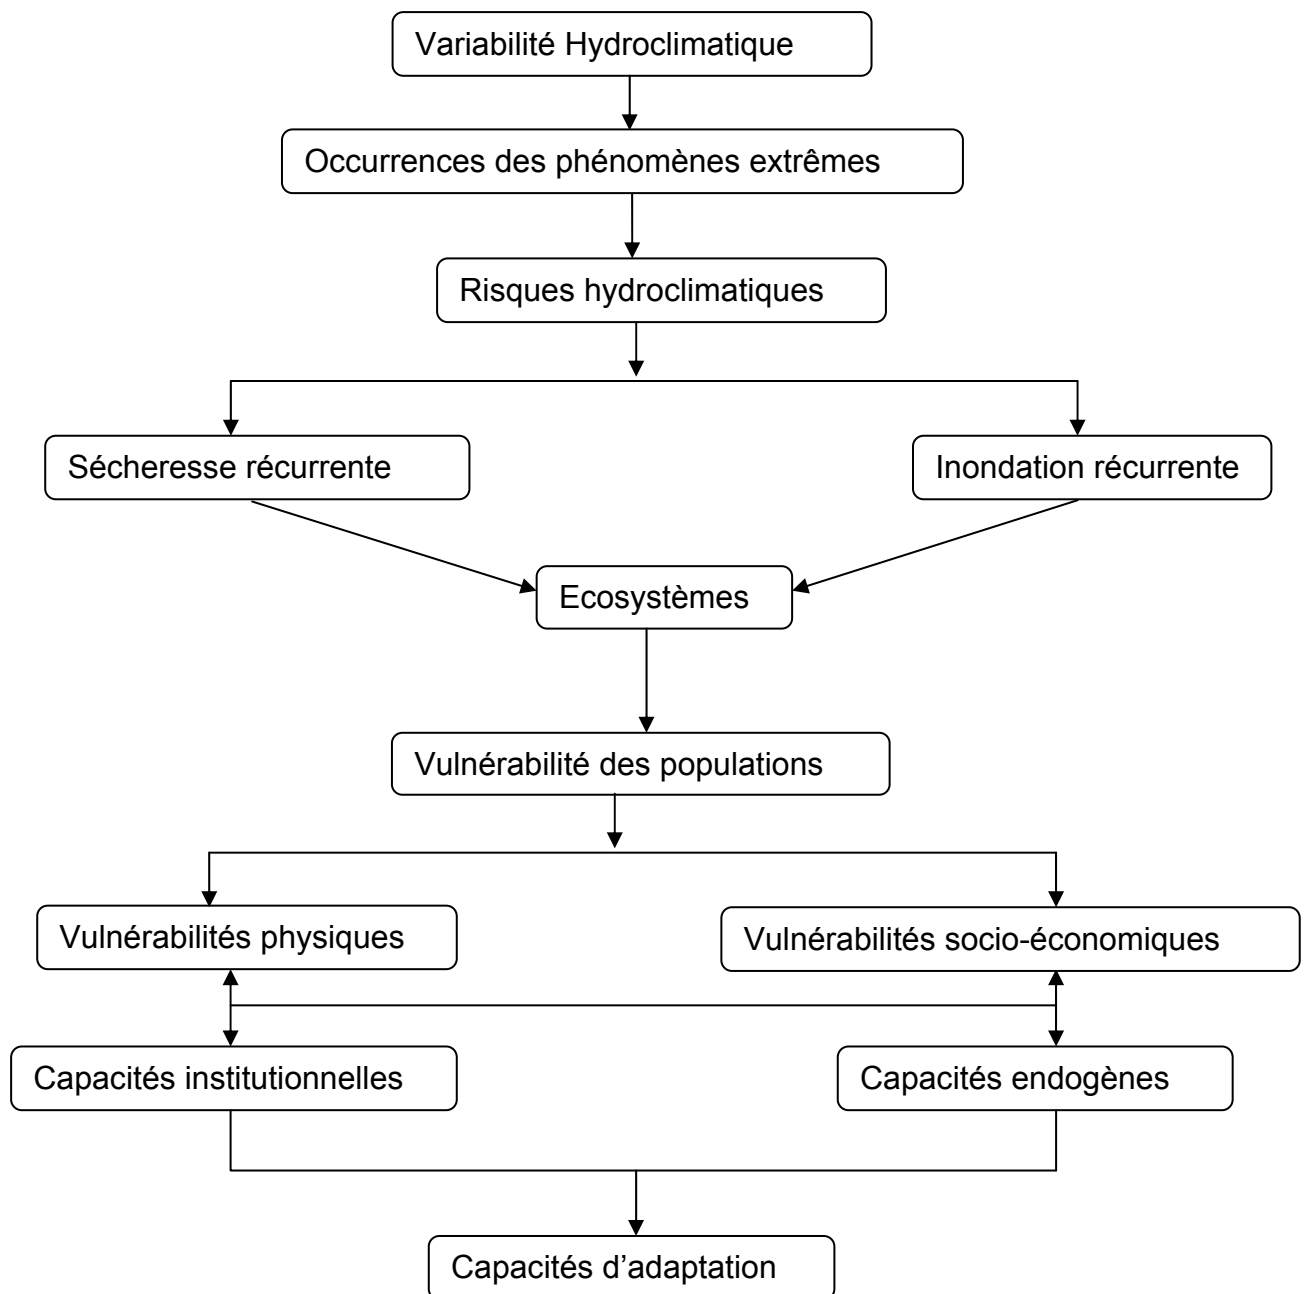 Variabilité Hydroclimatique
Occurrences des phénomènes extrêmes
Risques hydroclimatiques
Sécheresse récurrente
Inondation récurrente
Ecosystèmes
Vulnérabilité des populations
Vulnérabilités physiques
Vulnérabilités socio-économiques
Capacités institutionnelles
Capacités endogènes
Capacités d’adaptation